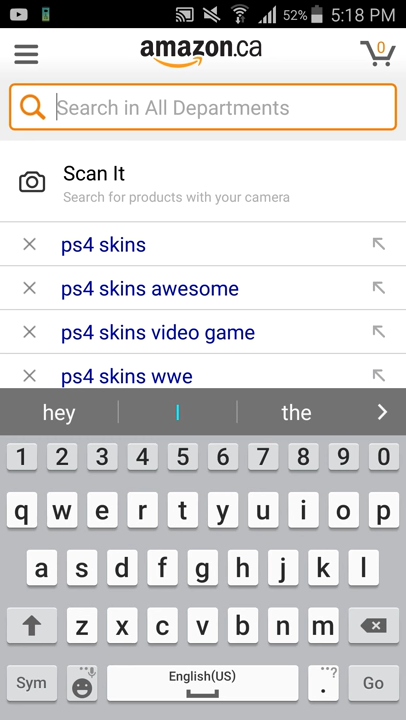 52% 5:18 PM
amazon.ca
0
Search in All Departments
Scan It
Search for products with your camera
ps4 skins
ps4 skins awesome
ps4 skins video game
ps4 skins wwe
hey I the
1 2 3 4 5 6 7 8 9 0
q w e r t y u i o p
a s d f g h j k l
z x c v b n m
Sym English(US) . ...? Go